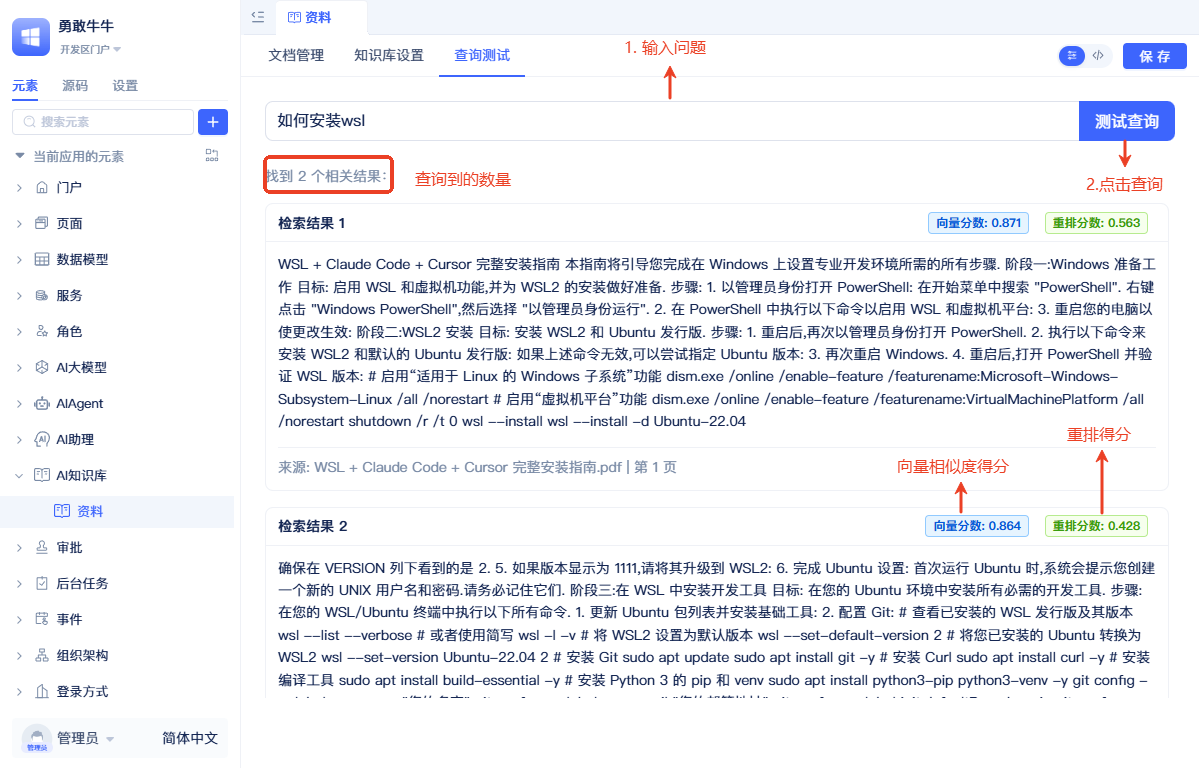 勇敢牛牛
开发区门户
元素
源码
设置
搜索元素
当前应用的元素
门户
页面
数据模型
服务
角色
AI大模型
AIAgent
AI助理
AI知识库
资料
审批
后台任务
事件
组织架构
登录方式
管理员
管理员
简体中文
资料
文档管理
知识库设置
查询测试
1. 输入问题
保 存
如何安装wsl
测试查询
找到 2 个相关结果:
查询到的数量
2.点击查询
检索结果 1
向量分数: 0.871
重排分数: 0.563
WSL + Claude Code + Cursor 完整安装指南 本指南将引导您完成在 Windows 上设置专业开发环境所需的所有步骤. 阶段一:Windows 准备工
作 目标: 启用 WSL 和虚拟机功能,并为 WSL2 的安装做好准备. 步骤: 1. 以管理员身份打开 PowerShell: 在开始菜单中搜索 "PowerShell". 右键
点击 "Windows PowerShell",然后选择 "以管理员身份运行". 2. 在 PowerShell 中执行以下命令以启用 WSL 和虚拟机平台: 3. 重启您的电脑以
使更改生效: 阶段二:WSL2 安装 目标: 安装 WSL2 和 Ubuntu 发行版. 步骤: 1. 重启后,再次以管理员身份打开 PowerShell. 2. 执行以下命令来
安装 WSL2 和默认的 Ubuntu 发行版: 如果上述命令无效,可以尝试指定 Ubuntu 版本: 3. 再次重启 Windows. 4. 重启后,打开 PowerShell 并验
证 WSL 版本: # 启用“适用于 Linux 的 Windows 子系统”功能 dism.exe /online /enable-feature /featurename:Microsoft-Windows-
Subsystem-Linux /all /norestart # 启用“虚拟机平台”功能 dism.exe /online /enable-feature /featurename:VirtualMachinePlatform /all
/norestart shutdown /r /t 0 wsl --install wsl --install -d Ubuntu-22.04
重排得分
来源: WSL + Claude Code + Cursor 完整安装指南.pdf | 第 1 页
向量相似度得分
检索结果 2
向量分数: 0.864
重排分数: 0.428
确保在 VERSION 列下看到的是 2. 5. 如果版本显示为 1111,请将其升级到 WSL2: 6. 完成 Ubuntu 设置: 首次运行 Ubuntu 时,系统会提示您创建
一个新的 UNIX 用户名和密码.请务必记住它们. 阶段三:在 WSL 中安装开发工具 目标: 在您的 Ubuntu 环境中安装所有必需的开发工具. 步骤:
在您的 WSL/Ubuntu 终端中执行以下所有命令. 1. 更新 Ubuntu 包列表并安装基础工具: 2. 配置 Git: # 查看已安装的 WSL 发行版及其版本
wsl --list --verbose # 或者使用简写 wsl -l -v # 将 WSL2 设置为默认版本 wsl --set-default-version 2 # 将您已安装的 Ubuntu 转换为
WSL2 wsl --set-version Ubuntu-22.04 2 # 安装 Git sudo apt update sudo apt install git -y # 安装 Curl sudo apt install curl -y # 安装
编译工具 sudo apt install build-essential -y # 安装 Python 3 的 pip 和 venv sudo apt install python3-pip python3-venv -y git config -